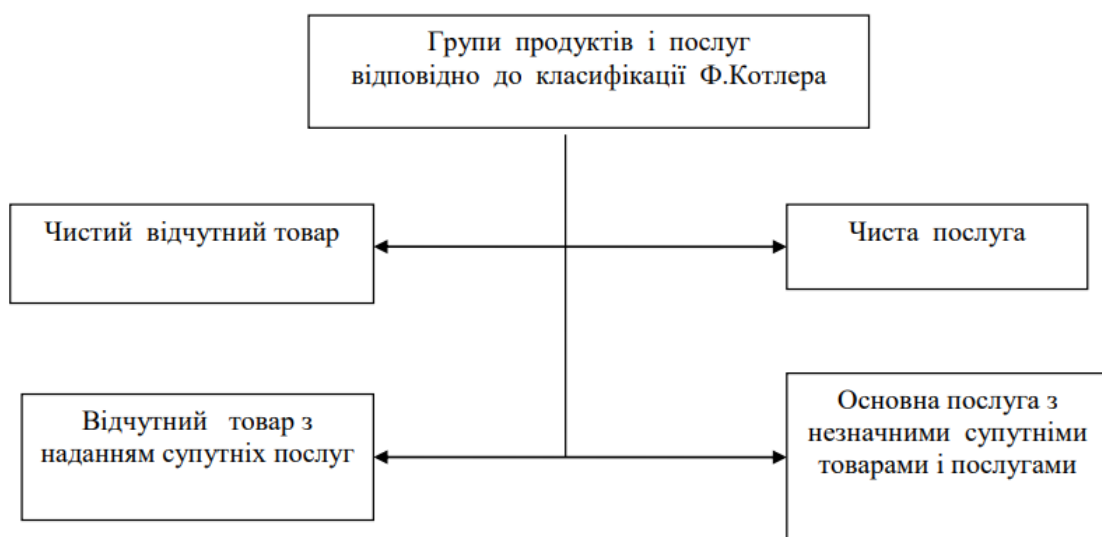 Групи продуктів і послуг
відповідно до класифікації Ф.Котлера
Чистий відчутний товар
Чиста послуга
Відчутний товар з
наданням супутніх послуг
Основна послуга з
незначними супутніми
товарами і послугами